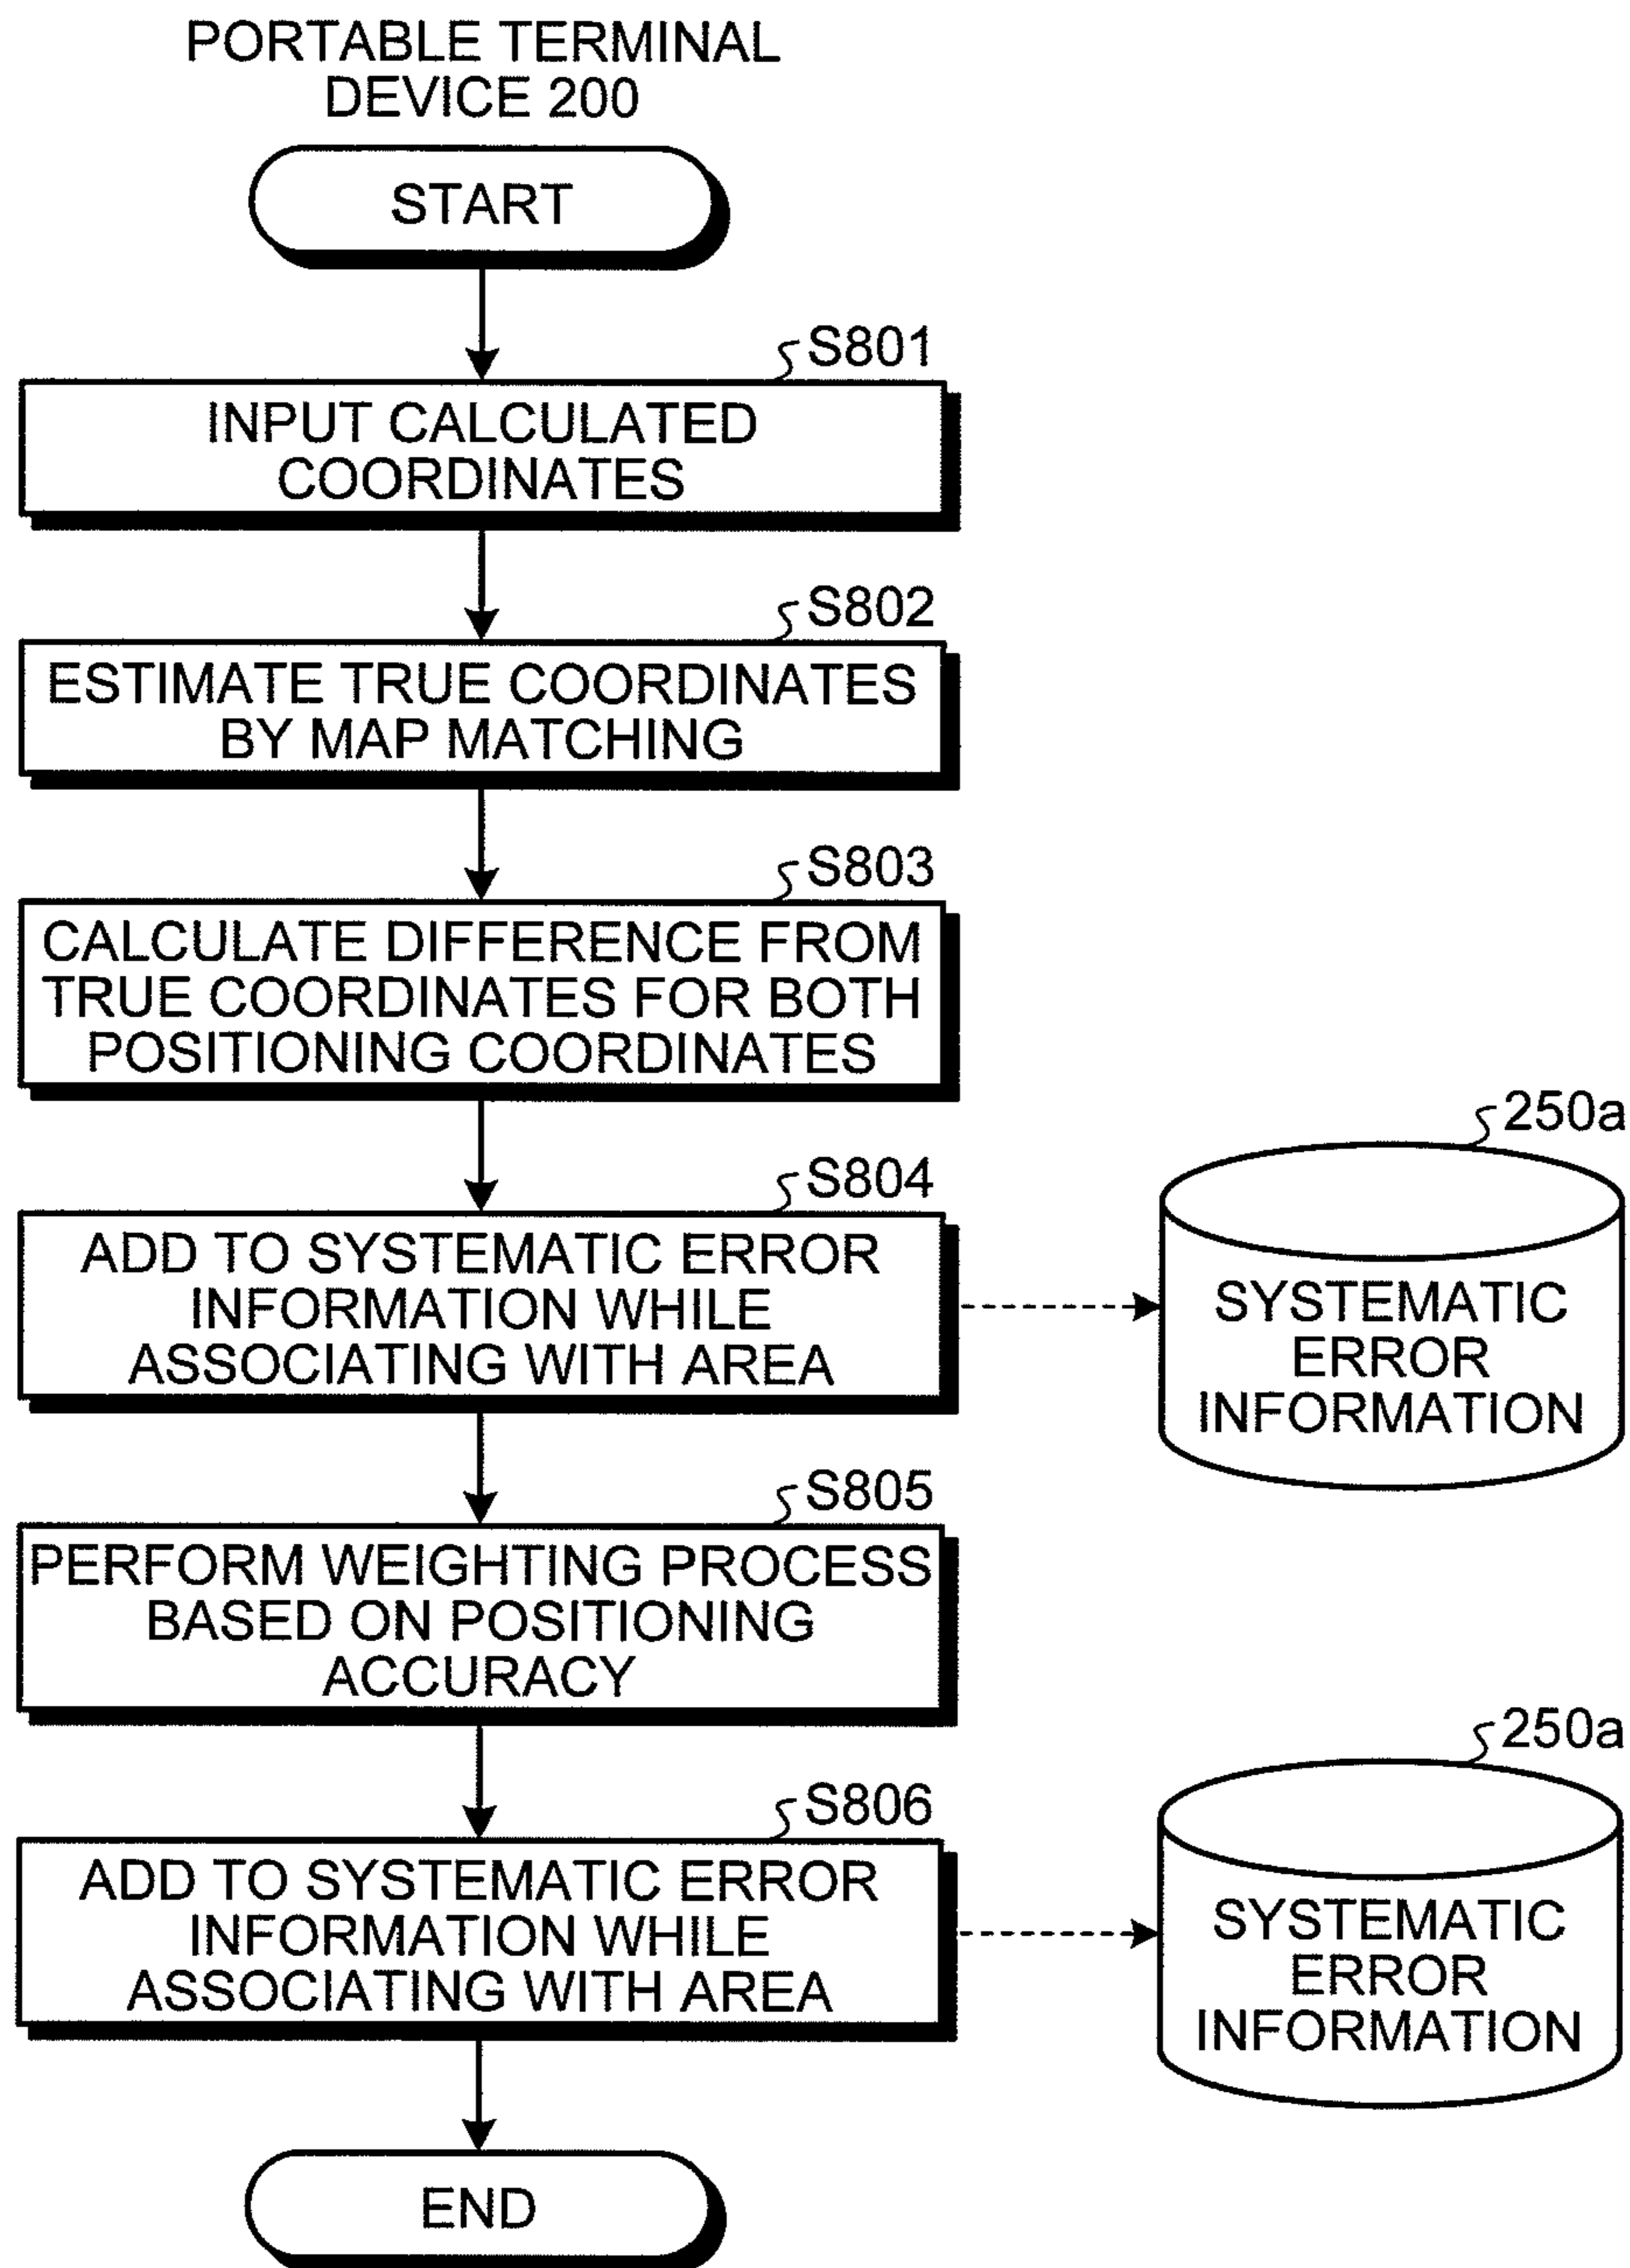 PORTABLE TERMINAL
DEVICE 200
START
S801
INPUT CALCULATED
COORDINATES
S802
ESTIMATE TRUE COORDINATES
BY MAP MATCHING
S803
CALCULATE DIFFERENCE FROM
TRUE COORDINATES FOR BOTH
POSITIONING COORDINATES
S804
ADD TO SYSTEMATIC ERROR
INFORMATION WHILE
ASSOCIATING WITH AREA
250a
SYSTEMATIC
ERROR
INFORMATION
S805
PERFORM WEIGHTING PROCESS
BASED ON POSITIONING
ACCURACY
S806
ADD TO SYSTEMATIC ERROR
INFORMATION WHILE
ASSOCIATING WITH AREA
250a
SYSTEMATIC
ERROR
INFORMATION
END